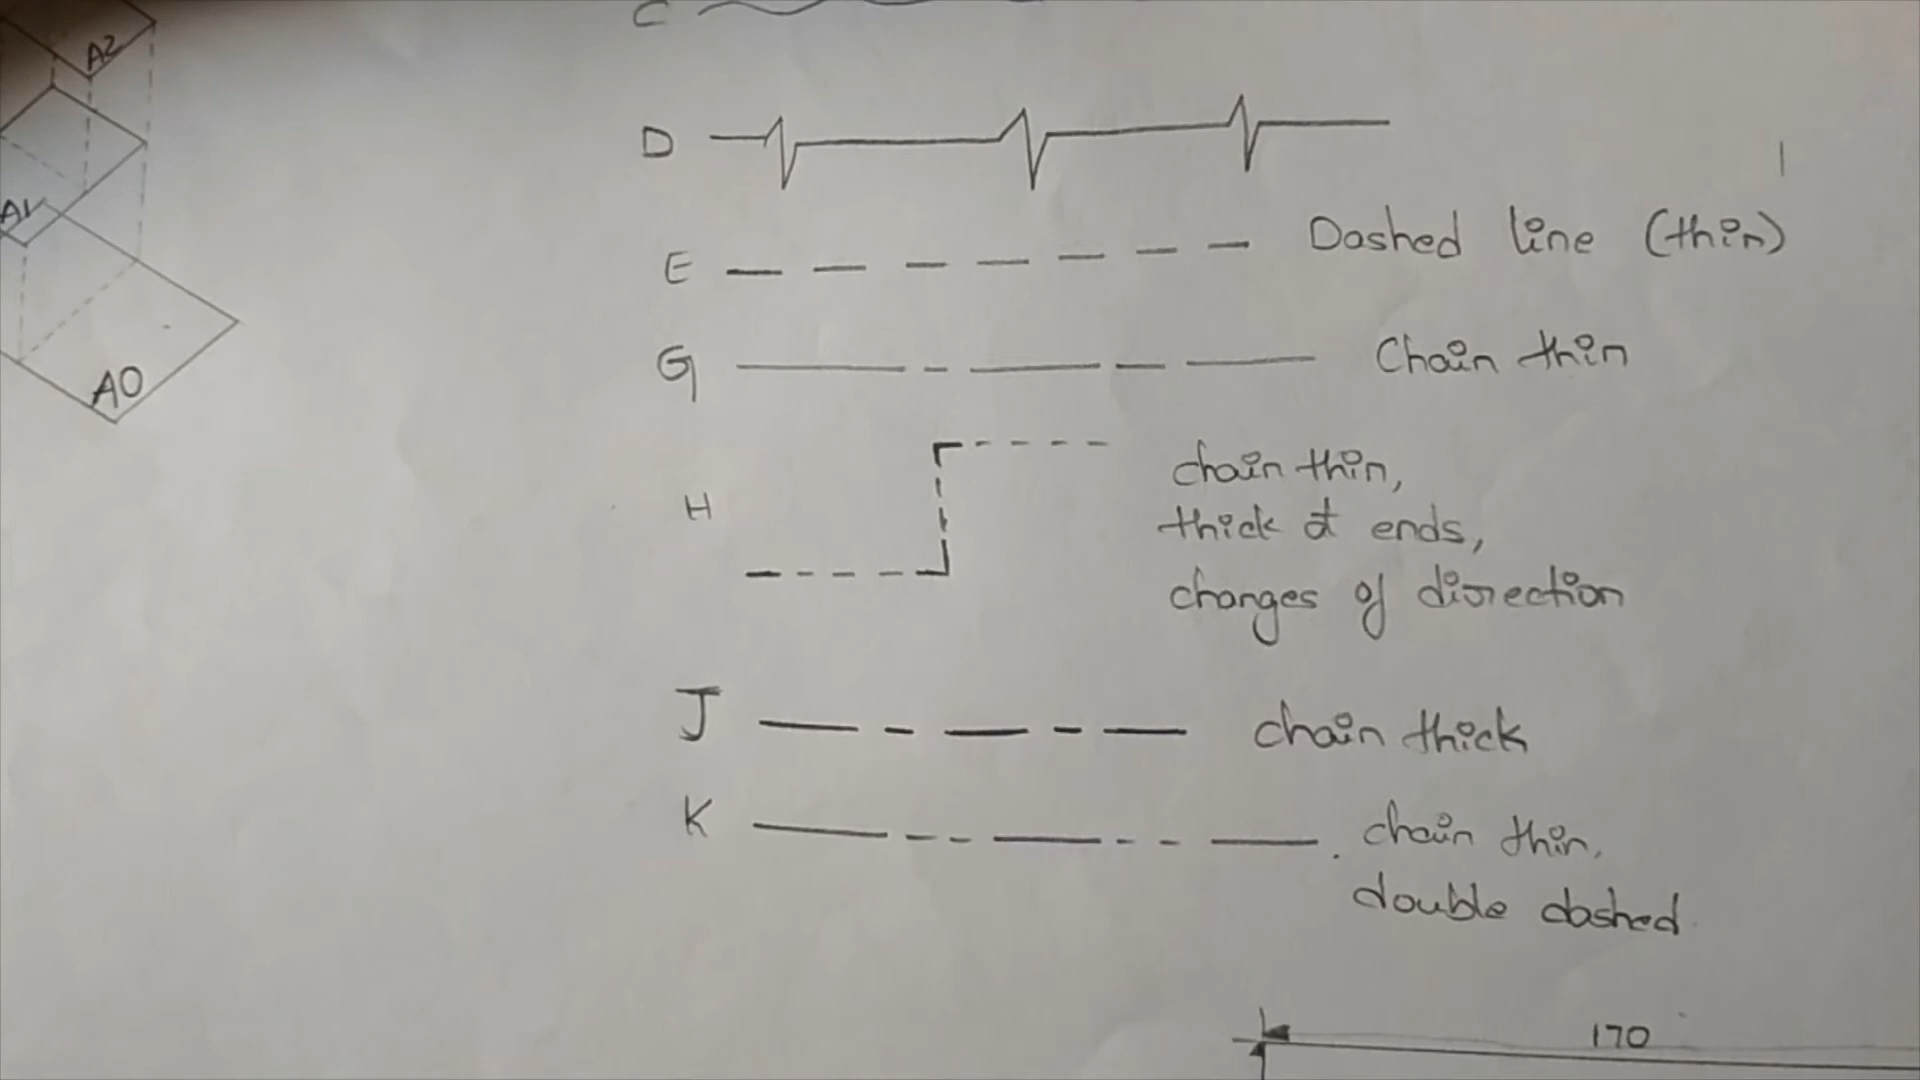 C
A2
D
A1
E Dashed line (thin)
G Chain thin
A0
H chain thin,
thick at ends,
changes of direction
J chain thick
K chain thin,
double dashed
170